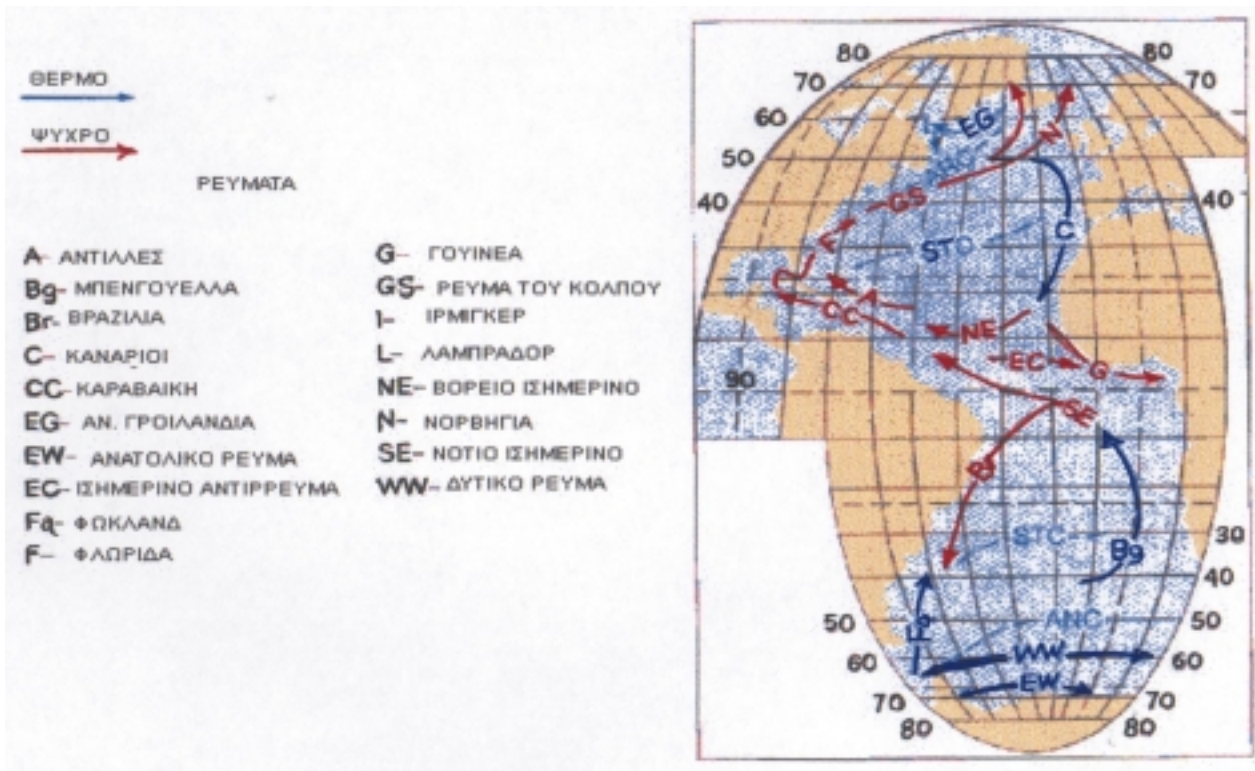 ΘΕΡΜΟ
ΨΥΧΡΟ
ΡΕΥΜΑΤΑ
A- ΑΝΤΙΛΛΕΣ
Bg- ΜΠΕΝΓΟΥΕΛΛΑ
Br- ΒΡΑΖΙΛΙΑ
C- ΚΑΝΑΡΙΟΙ
CC- ΚΑΡΑΒΑΙΚΗ
EG- ΑΝ. ΓΡΟΙΛΑΝΔΙΑ
EW- ΑΝΑΤΟΛΙΚΟ ΡΕΥΜΑ
EC- ΙΣΗΜΕΡΙΝΟ ΑΝΤΙΡΡΕΥΜΑ
Fa- ΦΩΚΛΑΝΔ
F- ΦΛΩΡΙΔΑ
G- ΓΟΥΙΝΕΑ
GS- ΡΕΥΜΑ ΤΟΥ ΚΟΛΠΟΥ
I- ΙΡΜΙΓΚΕΡ
L- ΛΑΜΠΡΑΔΟΡ
NE- ΒΟΡΕΙΟ ΙΣΗΜΕΡΙΝΟ
N- ΝΟΡΒΗΓΙΑ
SE- ΝΟΤΙΟ ΙΣΗΜΕΡΙΝΟ
WW- ΔΥΤΙΚΟ ΡΕΥΜΑ
80 80
70 70
60
50
40 40
EG
N
GS
F
STC
C
A
CC
NE
EC
G
90
SE
Br
STC
Bg
30
40
50 50
ANC
Fa
WW
60 60
EW
70 70
80 80